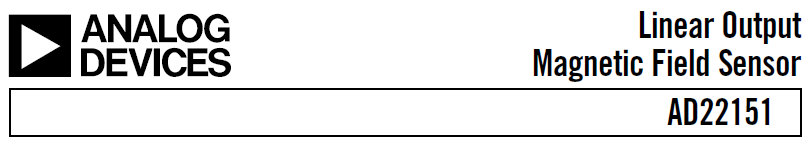 ANALOG
DEVICES
Linear Output
Magnetic Field Sensor
AD22151